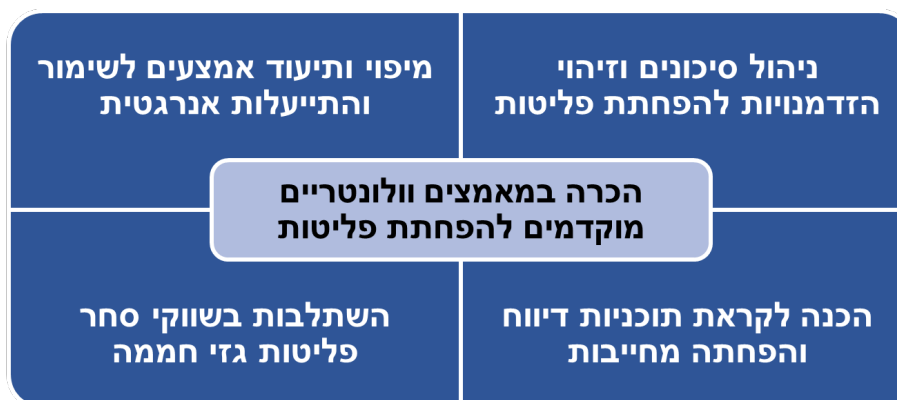 ניהול סיכונים וזיהוי
הזדמנויות להפחתת פליטות
מיפוי ותיעוד אמצעים לשימור
והתייעלות אנרגטית
הכרה במאמצים וולונטריים
מוקדמים להפחתת פליטות
הכנה לקראת תוכניות דיווח
והפחתה מחייבות
השתלבות בשווקי סחר
פליטות גזי חממה